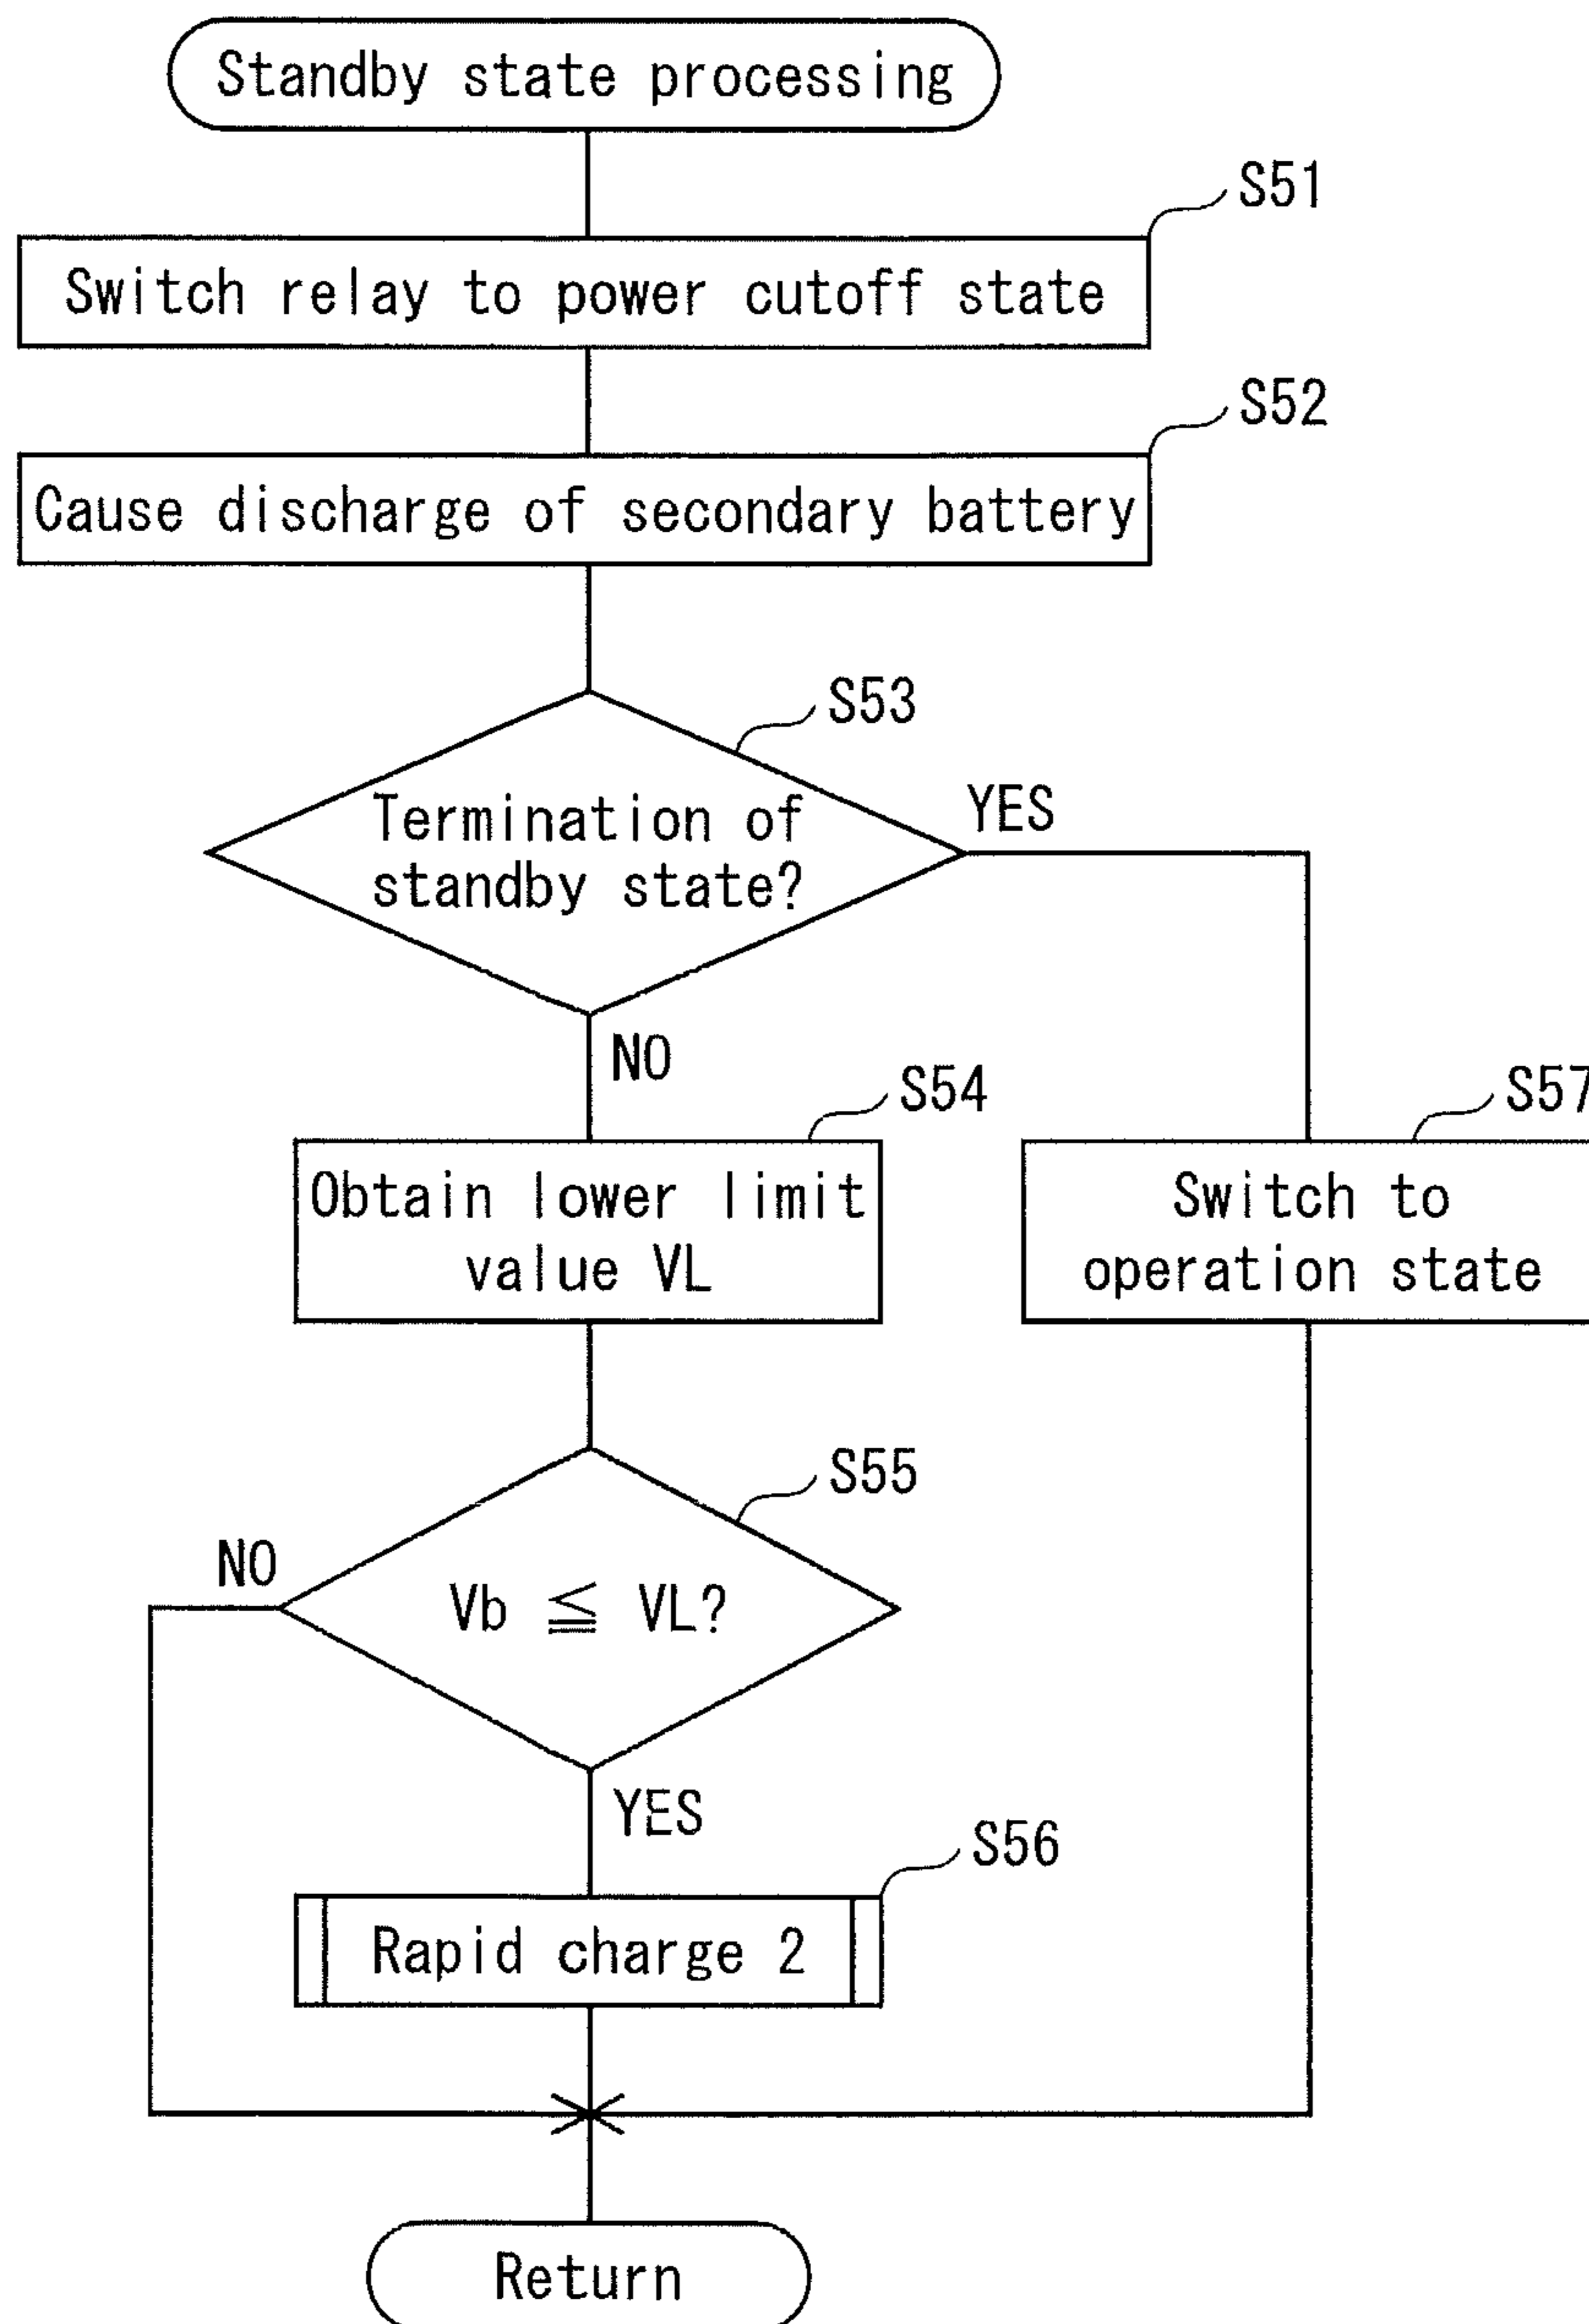 Standby state processing
S51
Switch relay to power cutoff state
S52
Cause discharge of secondary battery
S53
Termination of
standby state?
YES
NO
S54
Obtain lower limit
value VL
S57
Switch to
operation state
S55
NO
Vb ≦ VL?
YES
S56
Rapid charge 2
Return